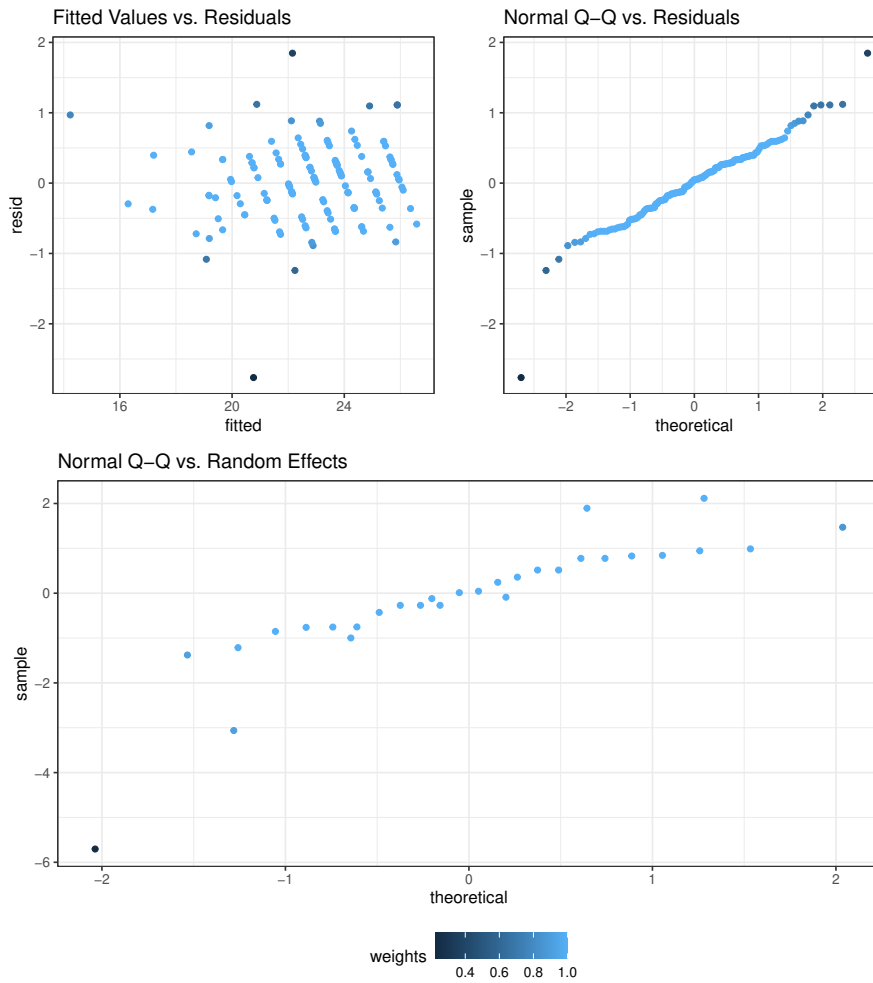 Fitted Values vs. Residuals
2
1
0
−1
−2
resid
16
20
24
fitted
Normal Q−Q vs. Residuals
2
1
0
−1
−2
sample
−2
−1
0
1
2
theoretical
Normal Q−Q vs. Random Effects
2
0
−2
−4
−6
sample
−2
−1
0
1
2
theoretical
weights
0.4 0.6 0.8 1.0